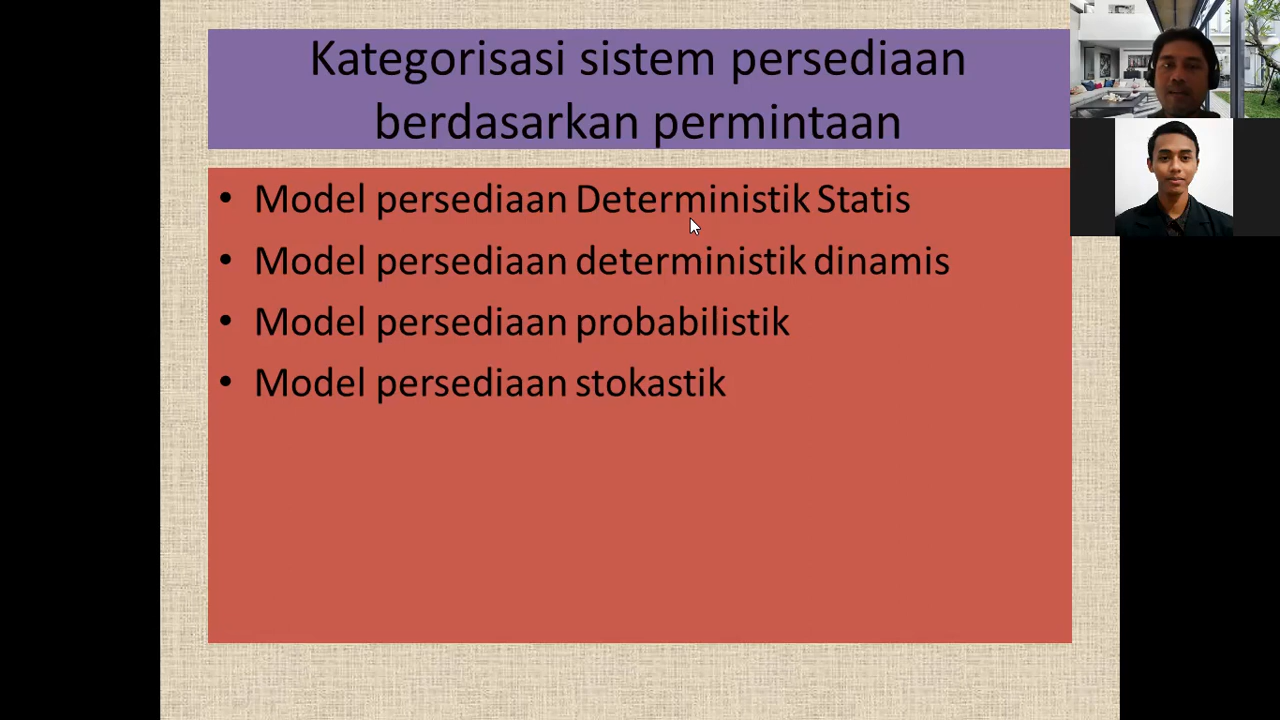 Kategorisasi sistem persediaan
berdasarkan permintaan
• Model persediaan Deterministik Statis
• Model persediaan deterministik dinamis
• Model persediaan probabilistik
• Model persediaan stokastik